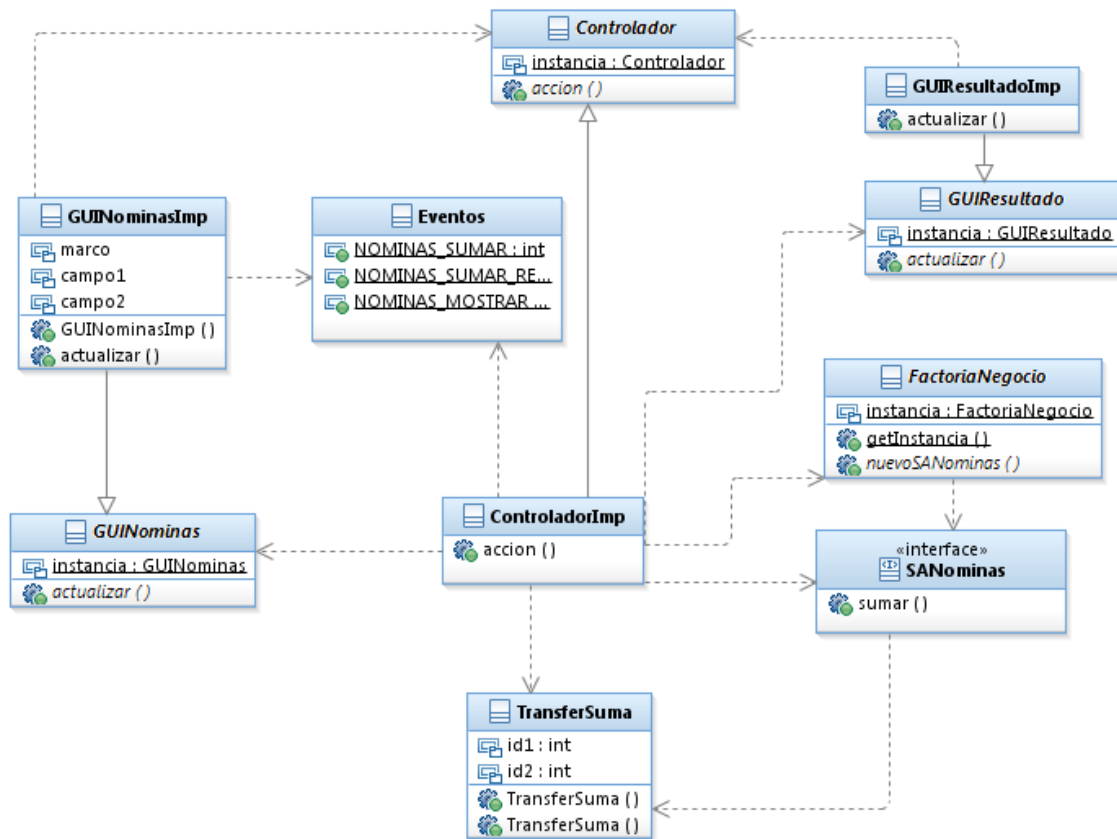 Controlador
instancia : Controlador
accion ( )
GUIResultadoImp
actualizar ( )
GUINominasImp
marco
campo1
campo2
GUINominasImp ( )
actualizar ( )
Eventos
NOMINAS_SUMAR : int
NOMINAS_SUMAR_RE...
NOMINAS_MOSTRAR ...
GUIResultado
instancia : GUIResultado
actualizar ( )
FactoriaNegocio
instancia : FactoriaNegocio
getInstancia ( )
nuevoSANominas ( )
GUINominas
instancia : GUINominas
actualizar ( )
ControladorImp
accion ( )
«interface»
SANominas
sumar ( )
TransferSuma
id1 : int
id2 : int
TransferSuma ( )
TransferSuma ( )